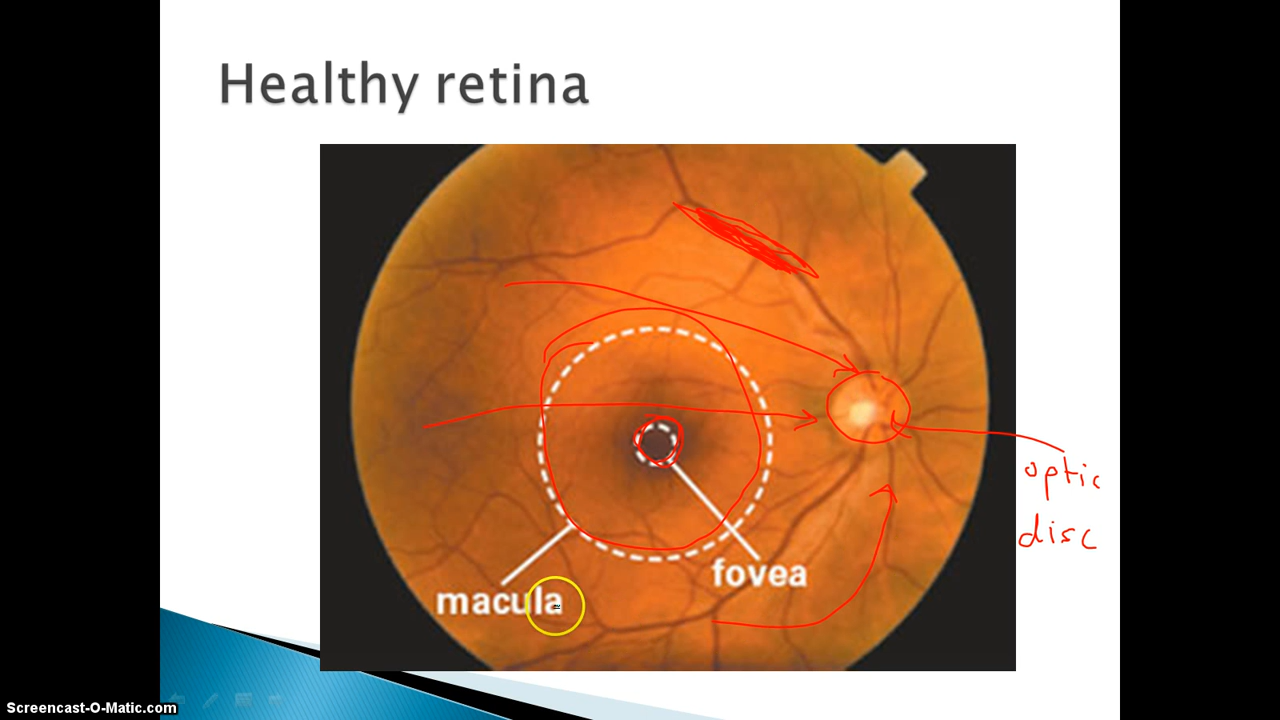 Healthy retina
optic
disc
fovea
macula
Screencast-O-Matic.com